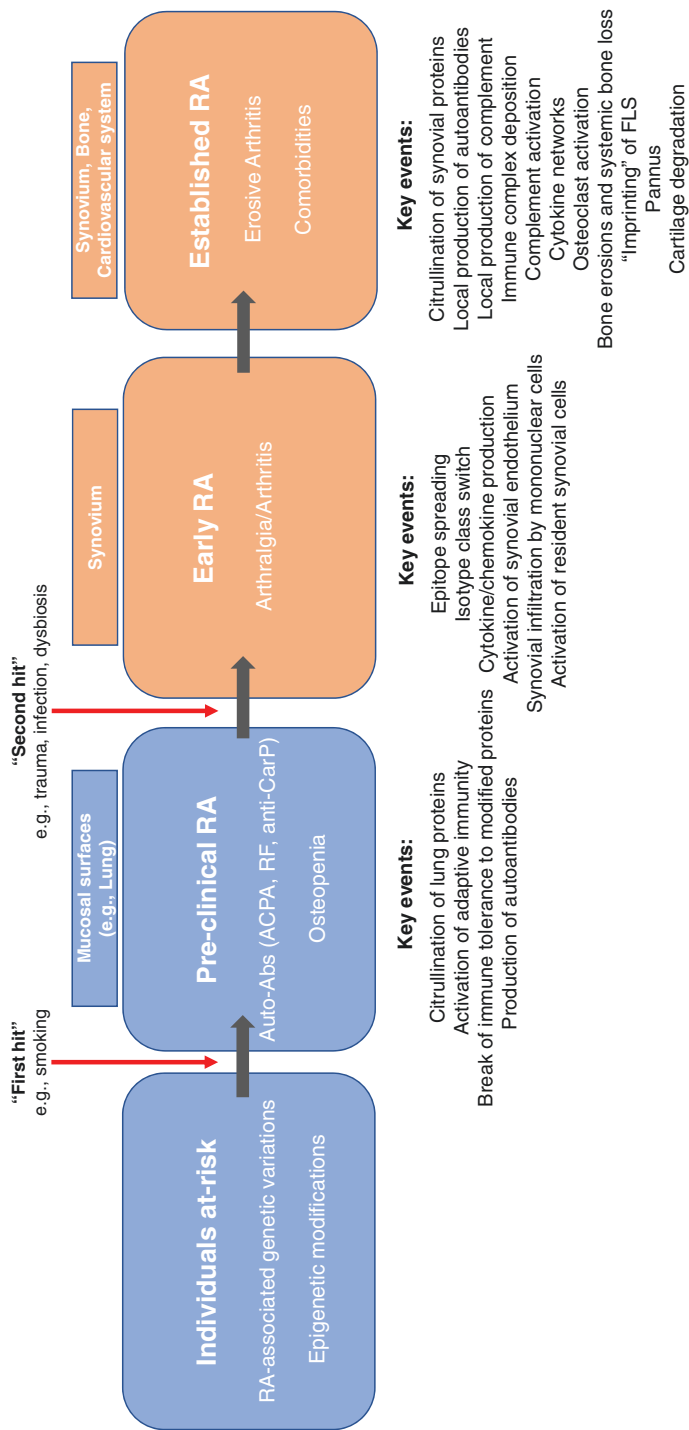 "First hit"
e.g., smoking
"Second hit"
e.g., trauma, infection, dysbiosis
Individuals at-risk
RA-associated genetic variations
Epigenetic modifications
Mucosal surfaces
(e.g., Lung)
Pre-clinical RA
Auto-Abs (ACPA, RF, anti-CarP)
Osteopenia
Key events:
Citrullination of lung proteins
Activation of adaptive immunity
Break of immune tolerance to modified proteins
Production of autoantibodies
Synovium
Early RA
Arthralgia/Arthritis
Key events:
Epitope spreading
Isotype class switch
Cytokine/chemokine production
Activation of synovial endothelium
Synovial infiltration by mononuclear cells
Activation of resident synovial cells
Synovium, Bone,
Cardiovascular system
Established RA
Erosive Arthritis
Comorbidities
Key events:
Citrullination of synovial proteins
Local production of autoantibodies
Local production of complement
Immune complex deposition
Complement activation
Cytokine networks
Osteoclast activation
Bone erosions and systemic bone loss
“Imprinting” of FLS
Pannus
Cartilage degradation